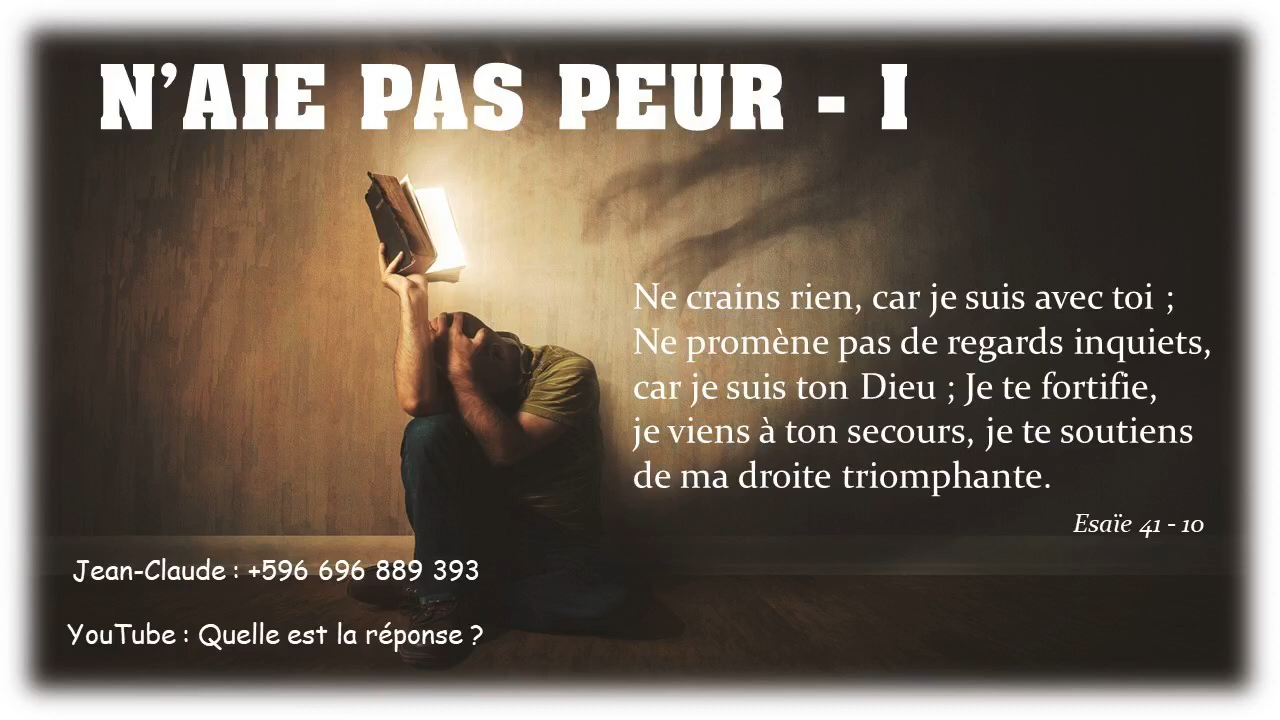 N’AIE PAS PEUR - I
Ne crains rien, car je suis avec toi ;
Ne promène pas de regards inquiets,
car je suis ton Dieu ; Je te fortifie,
je viens à ton secours, je te soutiens
de ma droite triomphante.
Esaïe 41 - 10
Jean-Claude : +596 696 889 393
YouTube : Quelle est la réponse ?